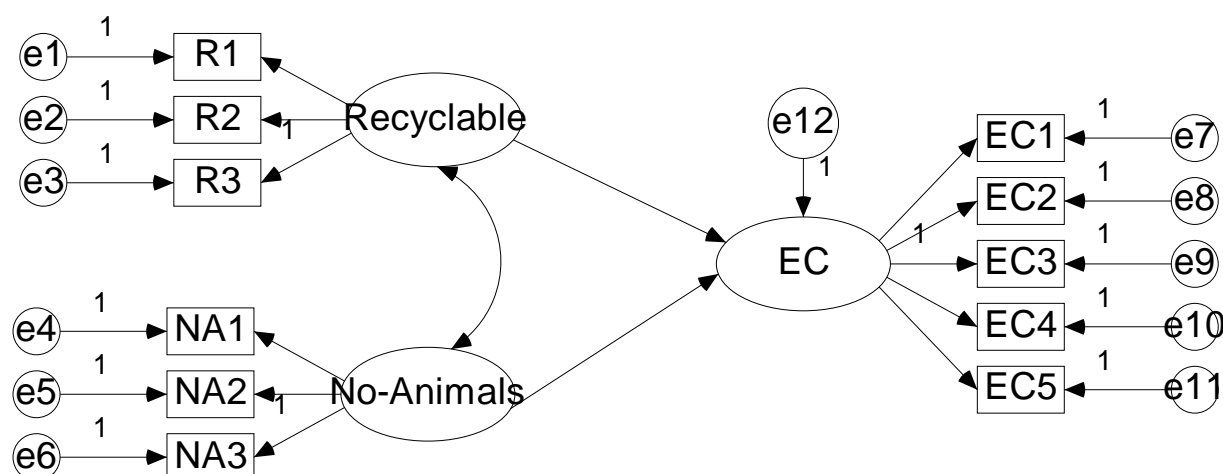 1
e1
R1
1
e2
R2
1
1
e3
R3
Recyclable
e12
1
1
EC1
e7
1
EC2
e8
1
EC
1
EC3
e9
1
EC4
e10
1
EC5
e11
1
e4
NA1
1
e5
NA2
1
No-Animals
1
e6
NA3